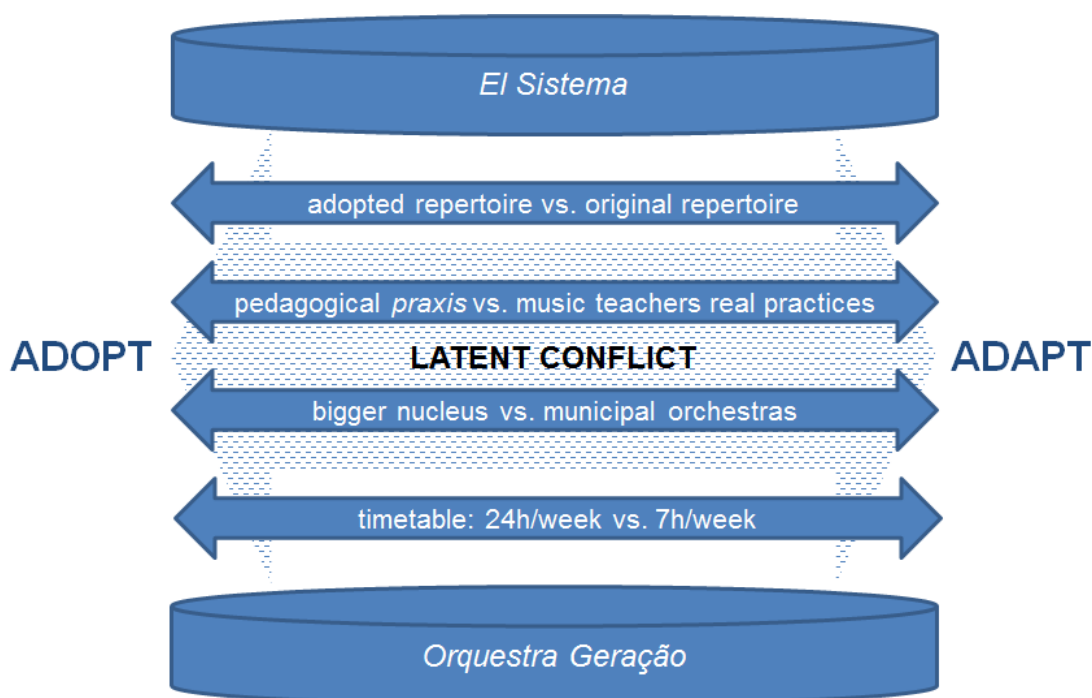 El Sistema
adopted repertoire vs. original repertoire
pedagogical praxis vs. music teachers real practices
ADOPT
LATENT CONFLICT
ADAPT
bigger nucleus vs. municipal orchestras
timetable: 24h/week vs. 7h/week
Orquestra Geração